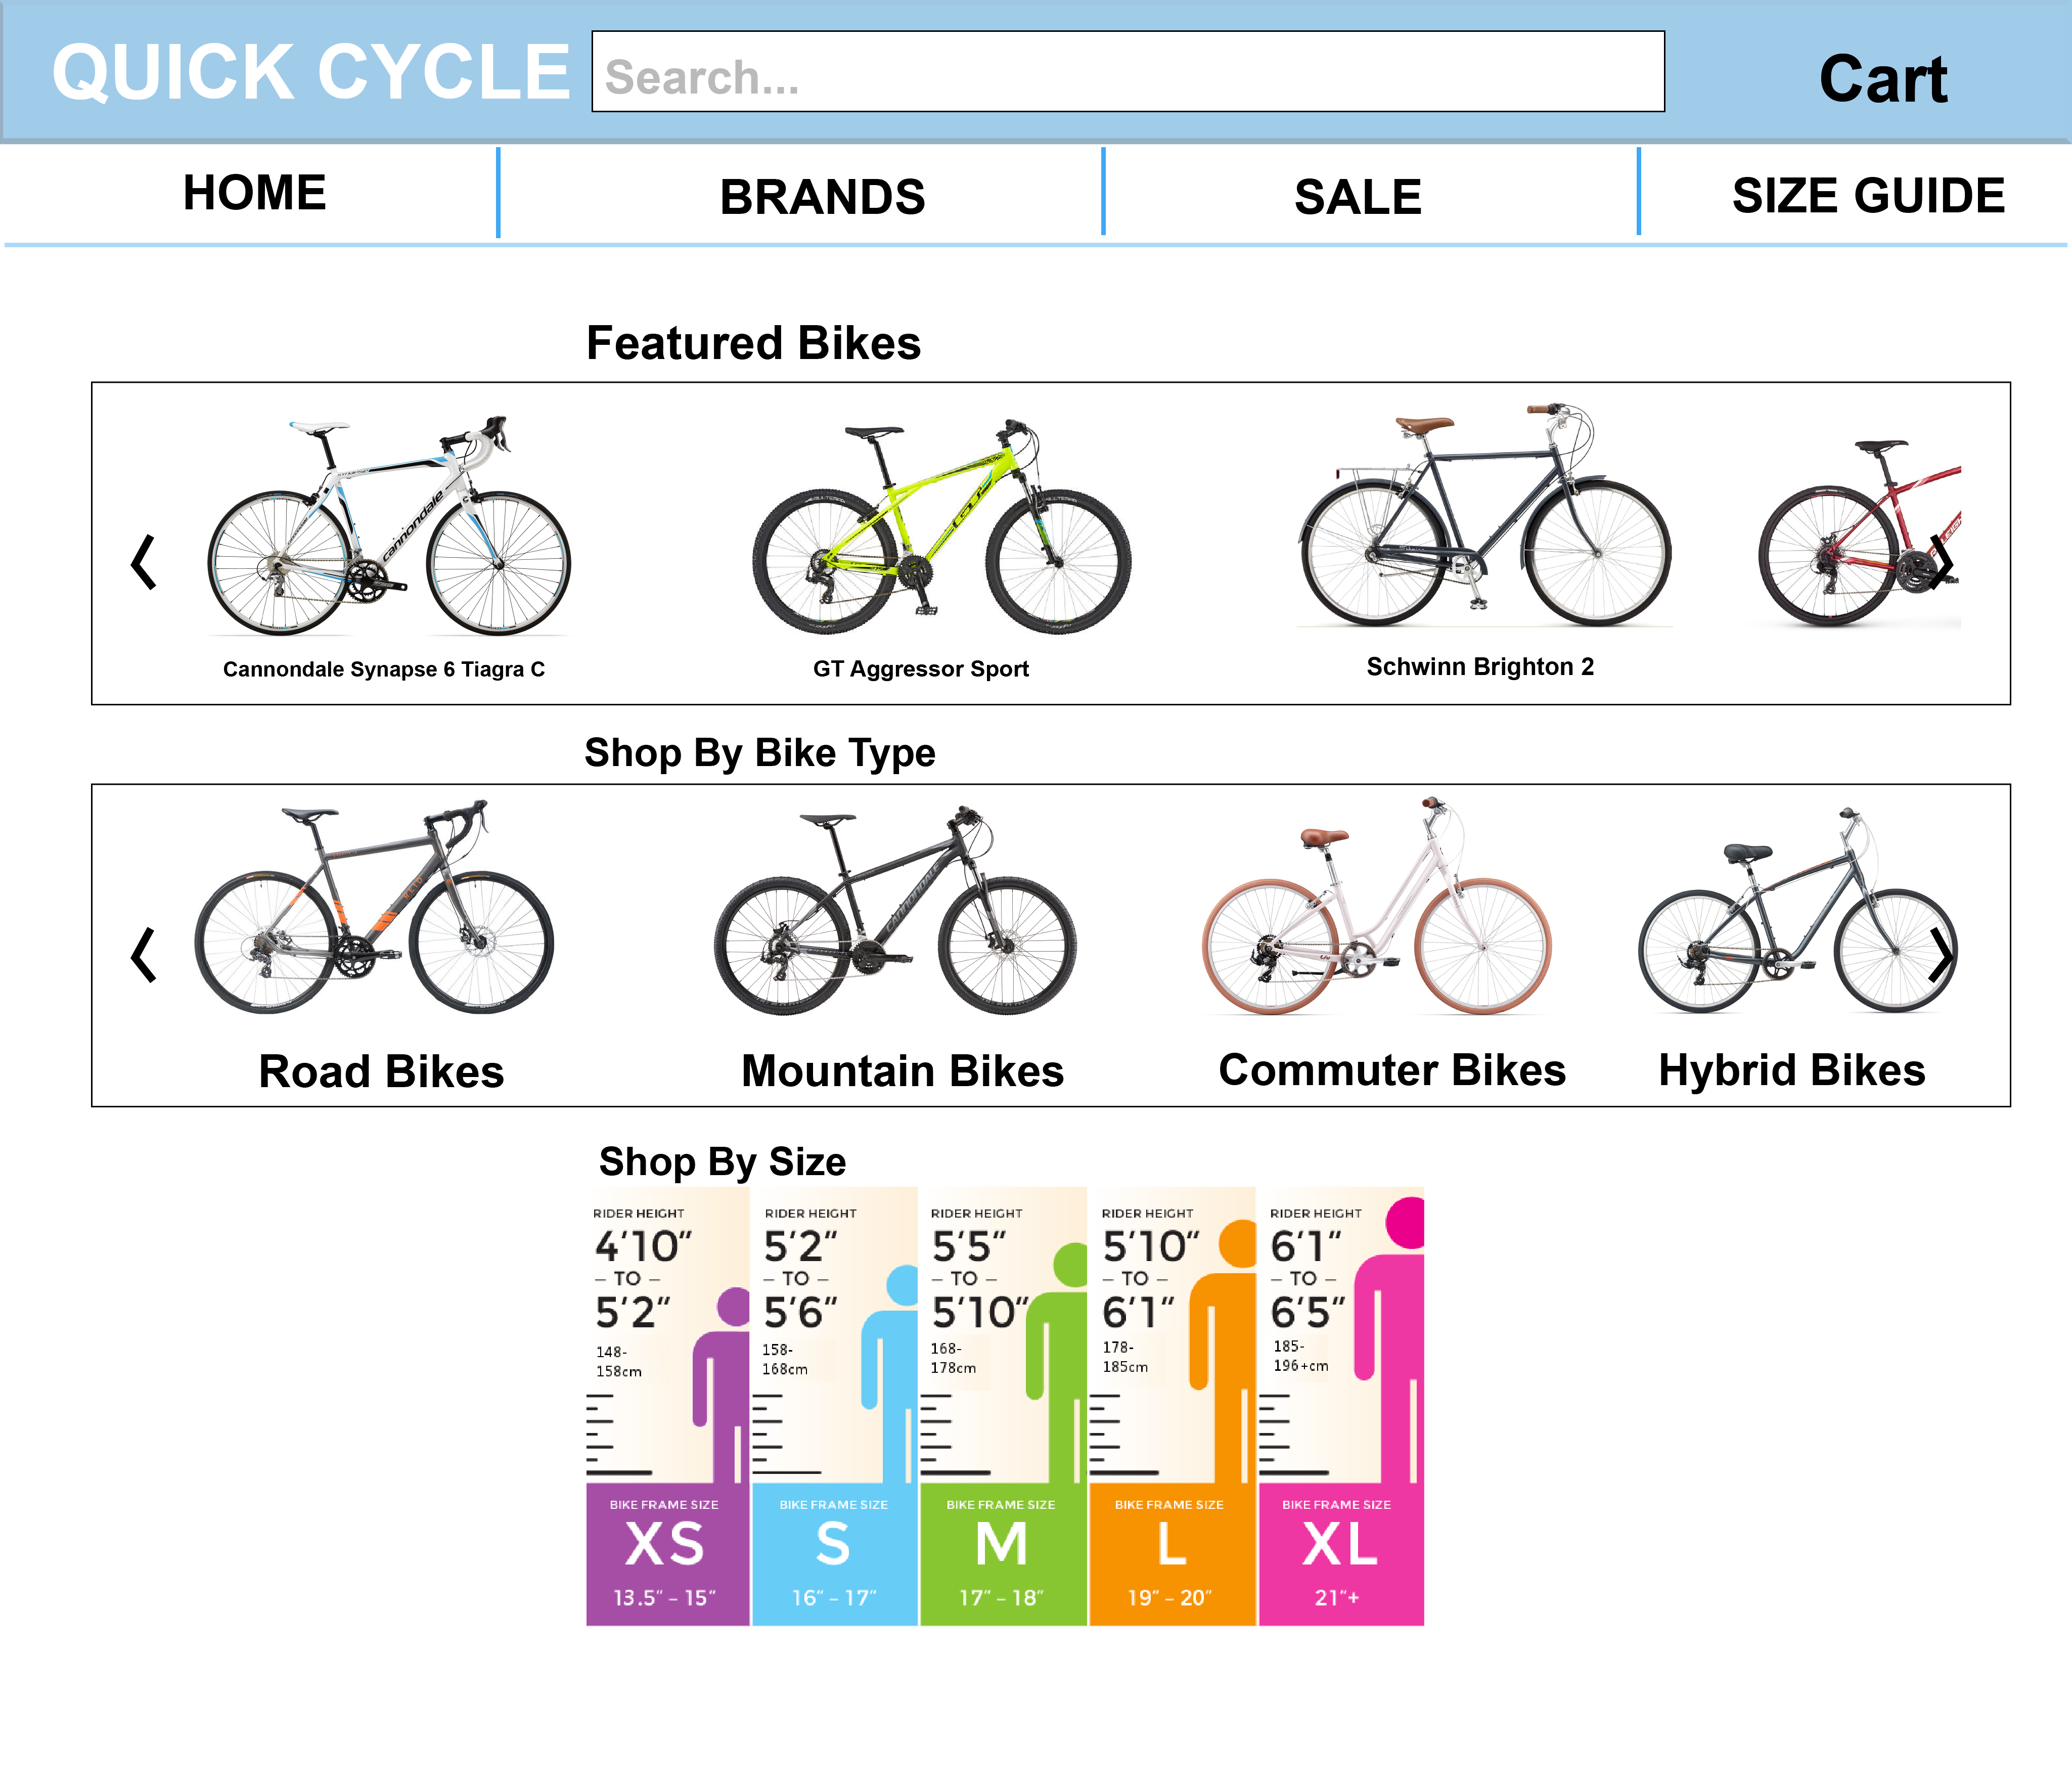 QUICK CYCLE
Search...
Cart
HOME
BRANDS
SALE
SIZE GUIDE
Featured Bikes
cannondale
GT
Cannondale Synapse 6 Tiagra C
GT Aggressor Sport
Schwinn Brighton 2
Shop By Bike Type
CANNONDALE
Road Bikes
Mountain Bikes
Commuter Bikes
Hybrid Bikes
Shop By Size
RIDER HEIGHT
4'10"
– TO –
5'2"
148-
158cm
BIKE FRAME SIZE
XS
13.5" – 15"
RIDER HEIGHT
5'2"
– TO –
5'6"
158-
168cm
BIKE FRAME SIZE
S
16" – 17"
RIDER HEIGHT
5'5"
– TO –
5'10"
168-
178cm
BIKE FRAME SIZE
M
17" – 18"
RIDER HEIGHT
5'10"
– TO –
6'1"
178-
185cm
BIKE FRAME SIZE
L
19" – 20"
RIDER HEIGHT
6'1"
– TO –
6'5"
185-
196+cm
BIKE FRAME SIZE
XL
21"+